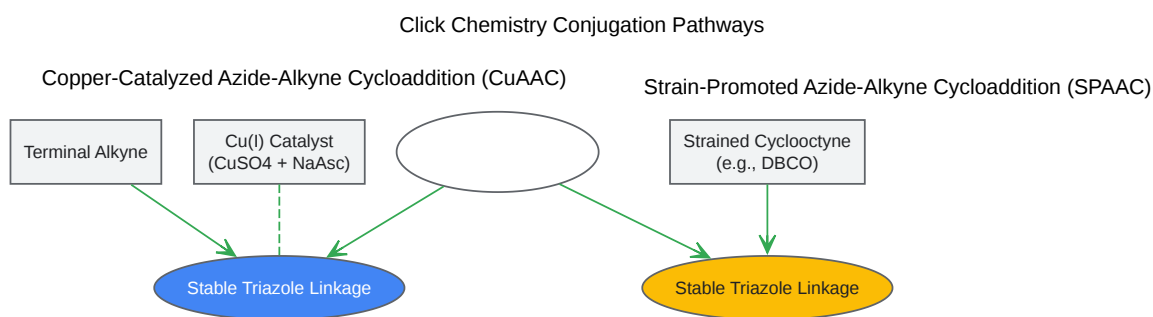 Click Chemistry Conjugation Pathways
Copper-Catalyzed Azide-Alkyne Cycloaddition (CuAAC)
Strain-Promoted Azide-Alkyne Cycloaddition (SPAAC)
Terminal Alkyne
Cu(I) Catalyst
(CuSO4 + NaAsc)
Strained Cyclooctyne
(e.g., DBCO)
Stable Triazole Linkage
Stable Triazole Linkage